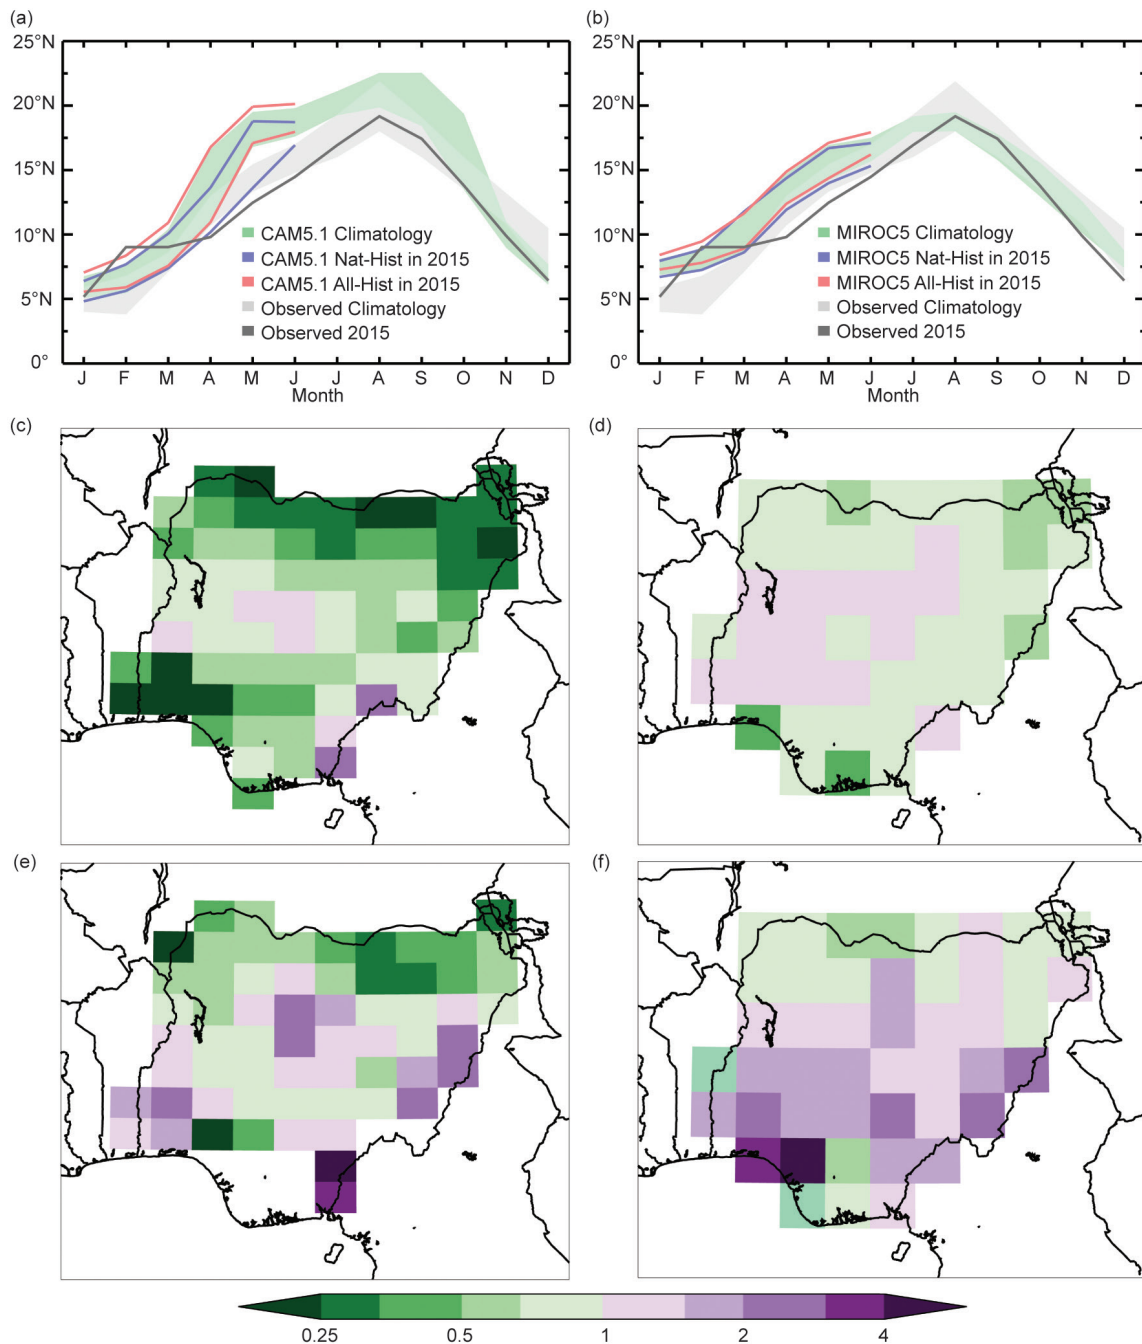 (a)
25°N
20°N
15°N
10°N
5°N
0°
CAM5.1 Climatology
CAM5.1 Nat-Hist in 2015
CAM5.1 All-Hist in 2015
Observed Climatology
Observed 2015
J F M A M J J A S O N D
Month
(b)
25°N
20°N
15°N
10°N
5°N
0°
MIROC5 Climatology
MIROC5 Nat-Hist in 2015
MIROC5 All-Hist in 2015
Observed Climatology
Observed 2015
J F M A M J J A S O N D
Month
(c)
(d)
(e)
(f)
0.25 0.5 1 2 4